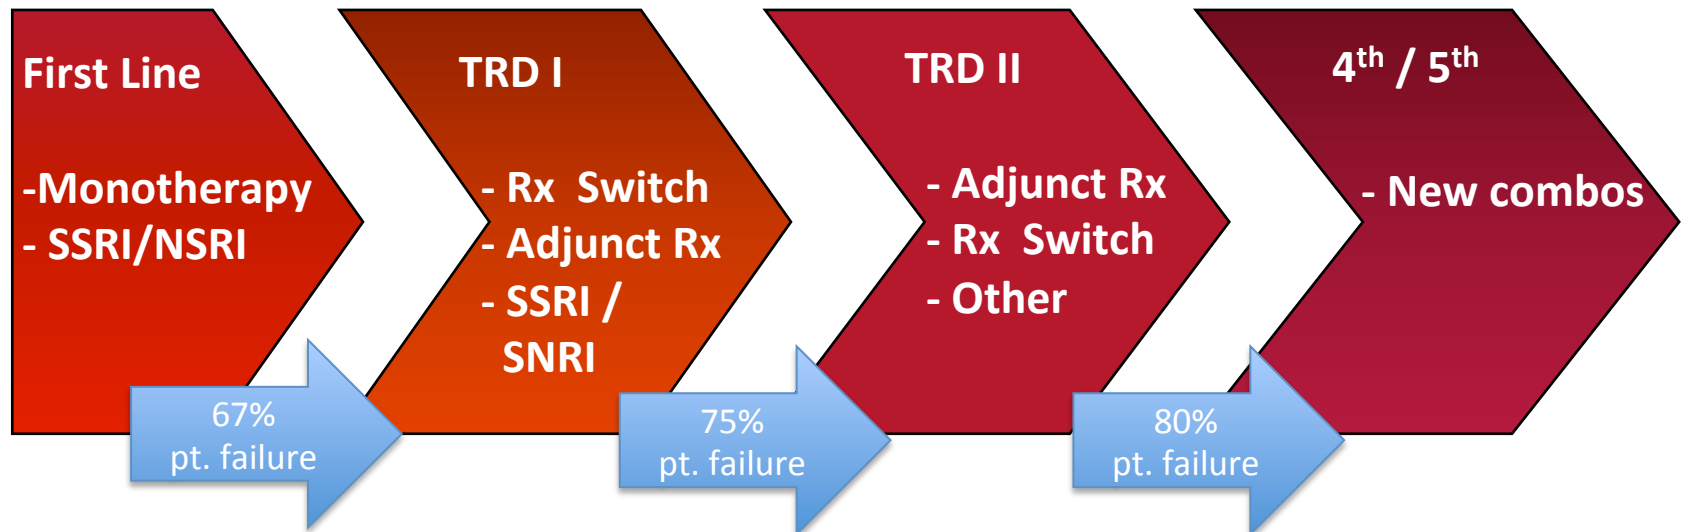 First Line
-Monotherapy
- SSRI/NSRI
67%
pt. failure
TRD I
- Rx Switch
- Adjunct Rx
- SSRI /
SNRI
75%
pt. failure
TRD II
- Adjunct Rx
- Rx Switch
- Other
80%
pt. failure
4th / 5th
- New combos